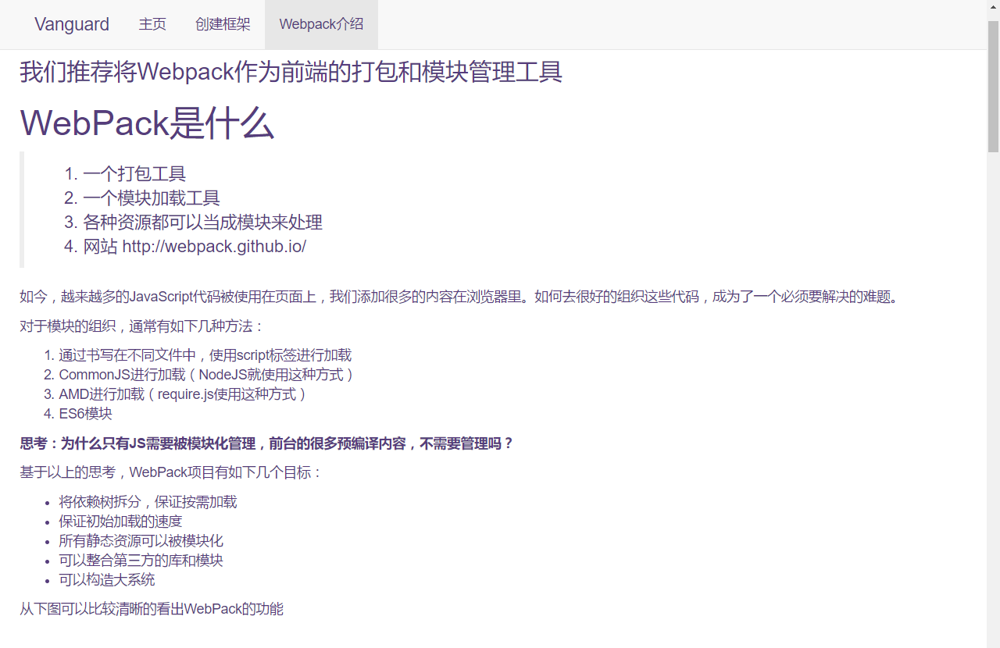 Vanguard 主页 创建框架 Webpack介绍
我们推荐将Webpack作为前端的打包和模块管理工具
WebPack是什么
1. 一个打包工具
2. 一个模块加载工具
3. 各种资源都可以当成模块来处理
4. 网站 http://webpack.github.io/
如今，越来越多的JavaScript代码被使用在页面上，我们添加很多的内容在浏览器里。如何去很好的组织这些代码，成为了一个必须要解决的难题。
对于模块的组织，通常有如下几种方法：
1. 通过书写在不同文件中，使用script标签进行加载
2. CommonJS进行加载（NodeJS就使用这种方式）
3. AMD进行加载（require.js使用这种方式）
4. ES6模块
思考：为什么只有JS需要被模块化管理，前台的很多预编译内容，不需要管理吗？
基于以上的思考，WebPack项目有如下几个目标：
• 将依赖树拆分，保证按需加载
• 保证初始加载的速度
• 所有静态资源可以被模块化
• 可以整合第三方的库和模块
• 可以构造大系统
从下图可以比较清晰的看出WebPack的功能